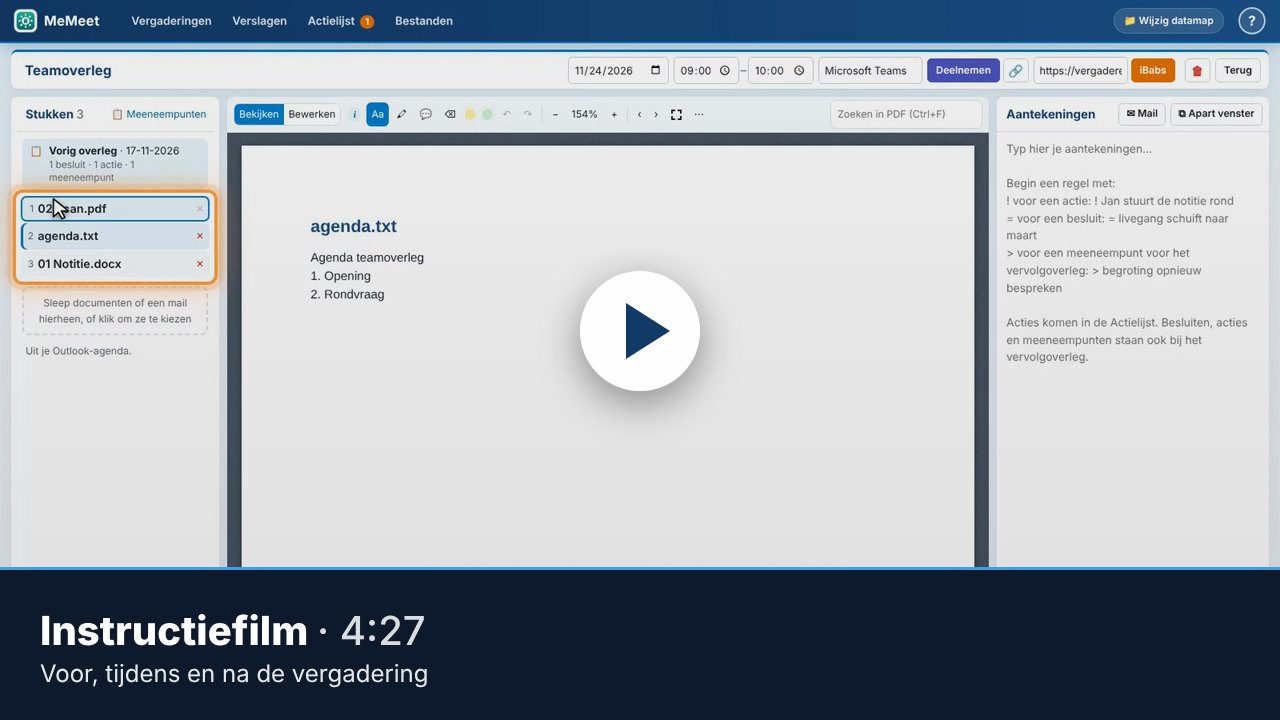 MeMeet
Vergaderingen
Verslagen
Actielijst 1
Bestanden
Wijzig datamap
?
Teamoverleg
11/24/2026
09:00 – 10:00
Microsoft Teams
Deelnemen
https://vergadere
iBabs
Terug
Stukken 3
Meeneempunten
Vorig overleg · 17-11-2026
1 besluit · 1 actie · 1
meeneempunt
1
2 agenda.txt ×
3 01 Notitie.docx ×
Sleep documenten of een mail
hierheen, of klik om ze te kiezen
Uit je Outlook-agenda.
Bekijken
Bewerken
i
Aa
− 154% +
‹ ›
···
Zoeken in PDF (Ctrl+F)
agenda.txt
Agenda teamoverleg
1. Opening
2. Rondvraag
Aantekeningen
Mail
Apart venster
Typ hier je aantekeningen...
Begin een regel met:
! voor een actie: ! Jan stuurt de notitie rond
= voor een besluit: = livegang schuift naar
maart
> voor een meeneempunt voor het
vervolgoverleg: > begroting opnieuw
bespreken
Acties komen in de Actielijst. Besluiten, acties
en meeneempunten staan ook bij het
vervolgoverleg.
Instructiefilm · 4:27
Voor, tijdens en na de vergadering